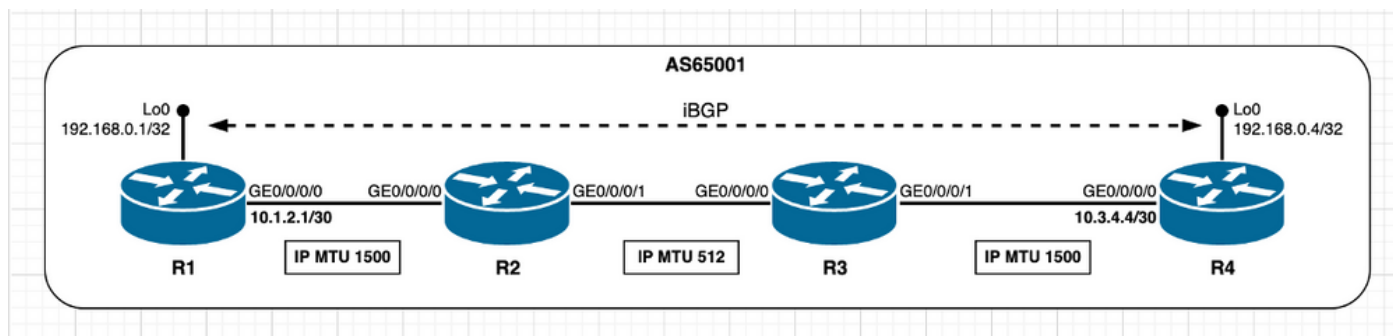 AS65001
iBGP
Lo0
192.168.0.1/32
Lo0
192.168.0.4/32
GE0/0/0/0
GE0/0/0/0
GE0/0/0/1
GE0/0/0/0
GE0/0/0/1
GE0/0/0/0
10.1.2.1/30
10.3.4.4/30
IP MTU 1500
IP MTU 512
IP MTU 1500
R1
R2
R3
R4